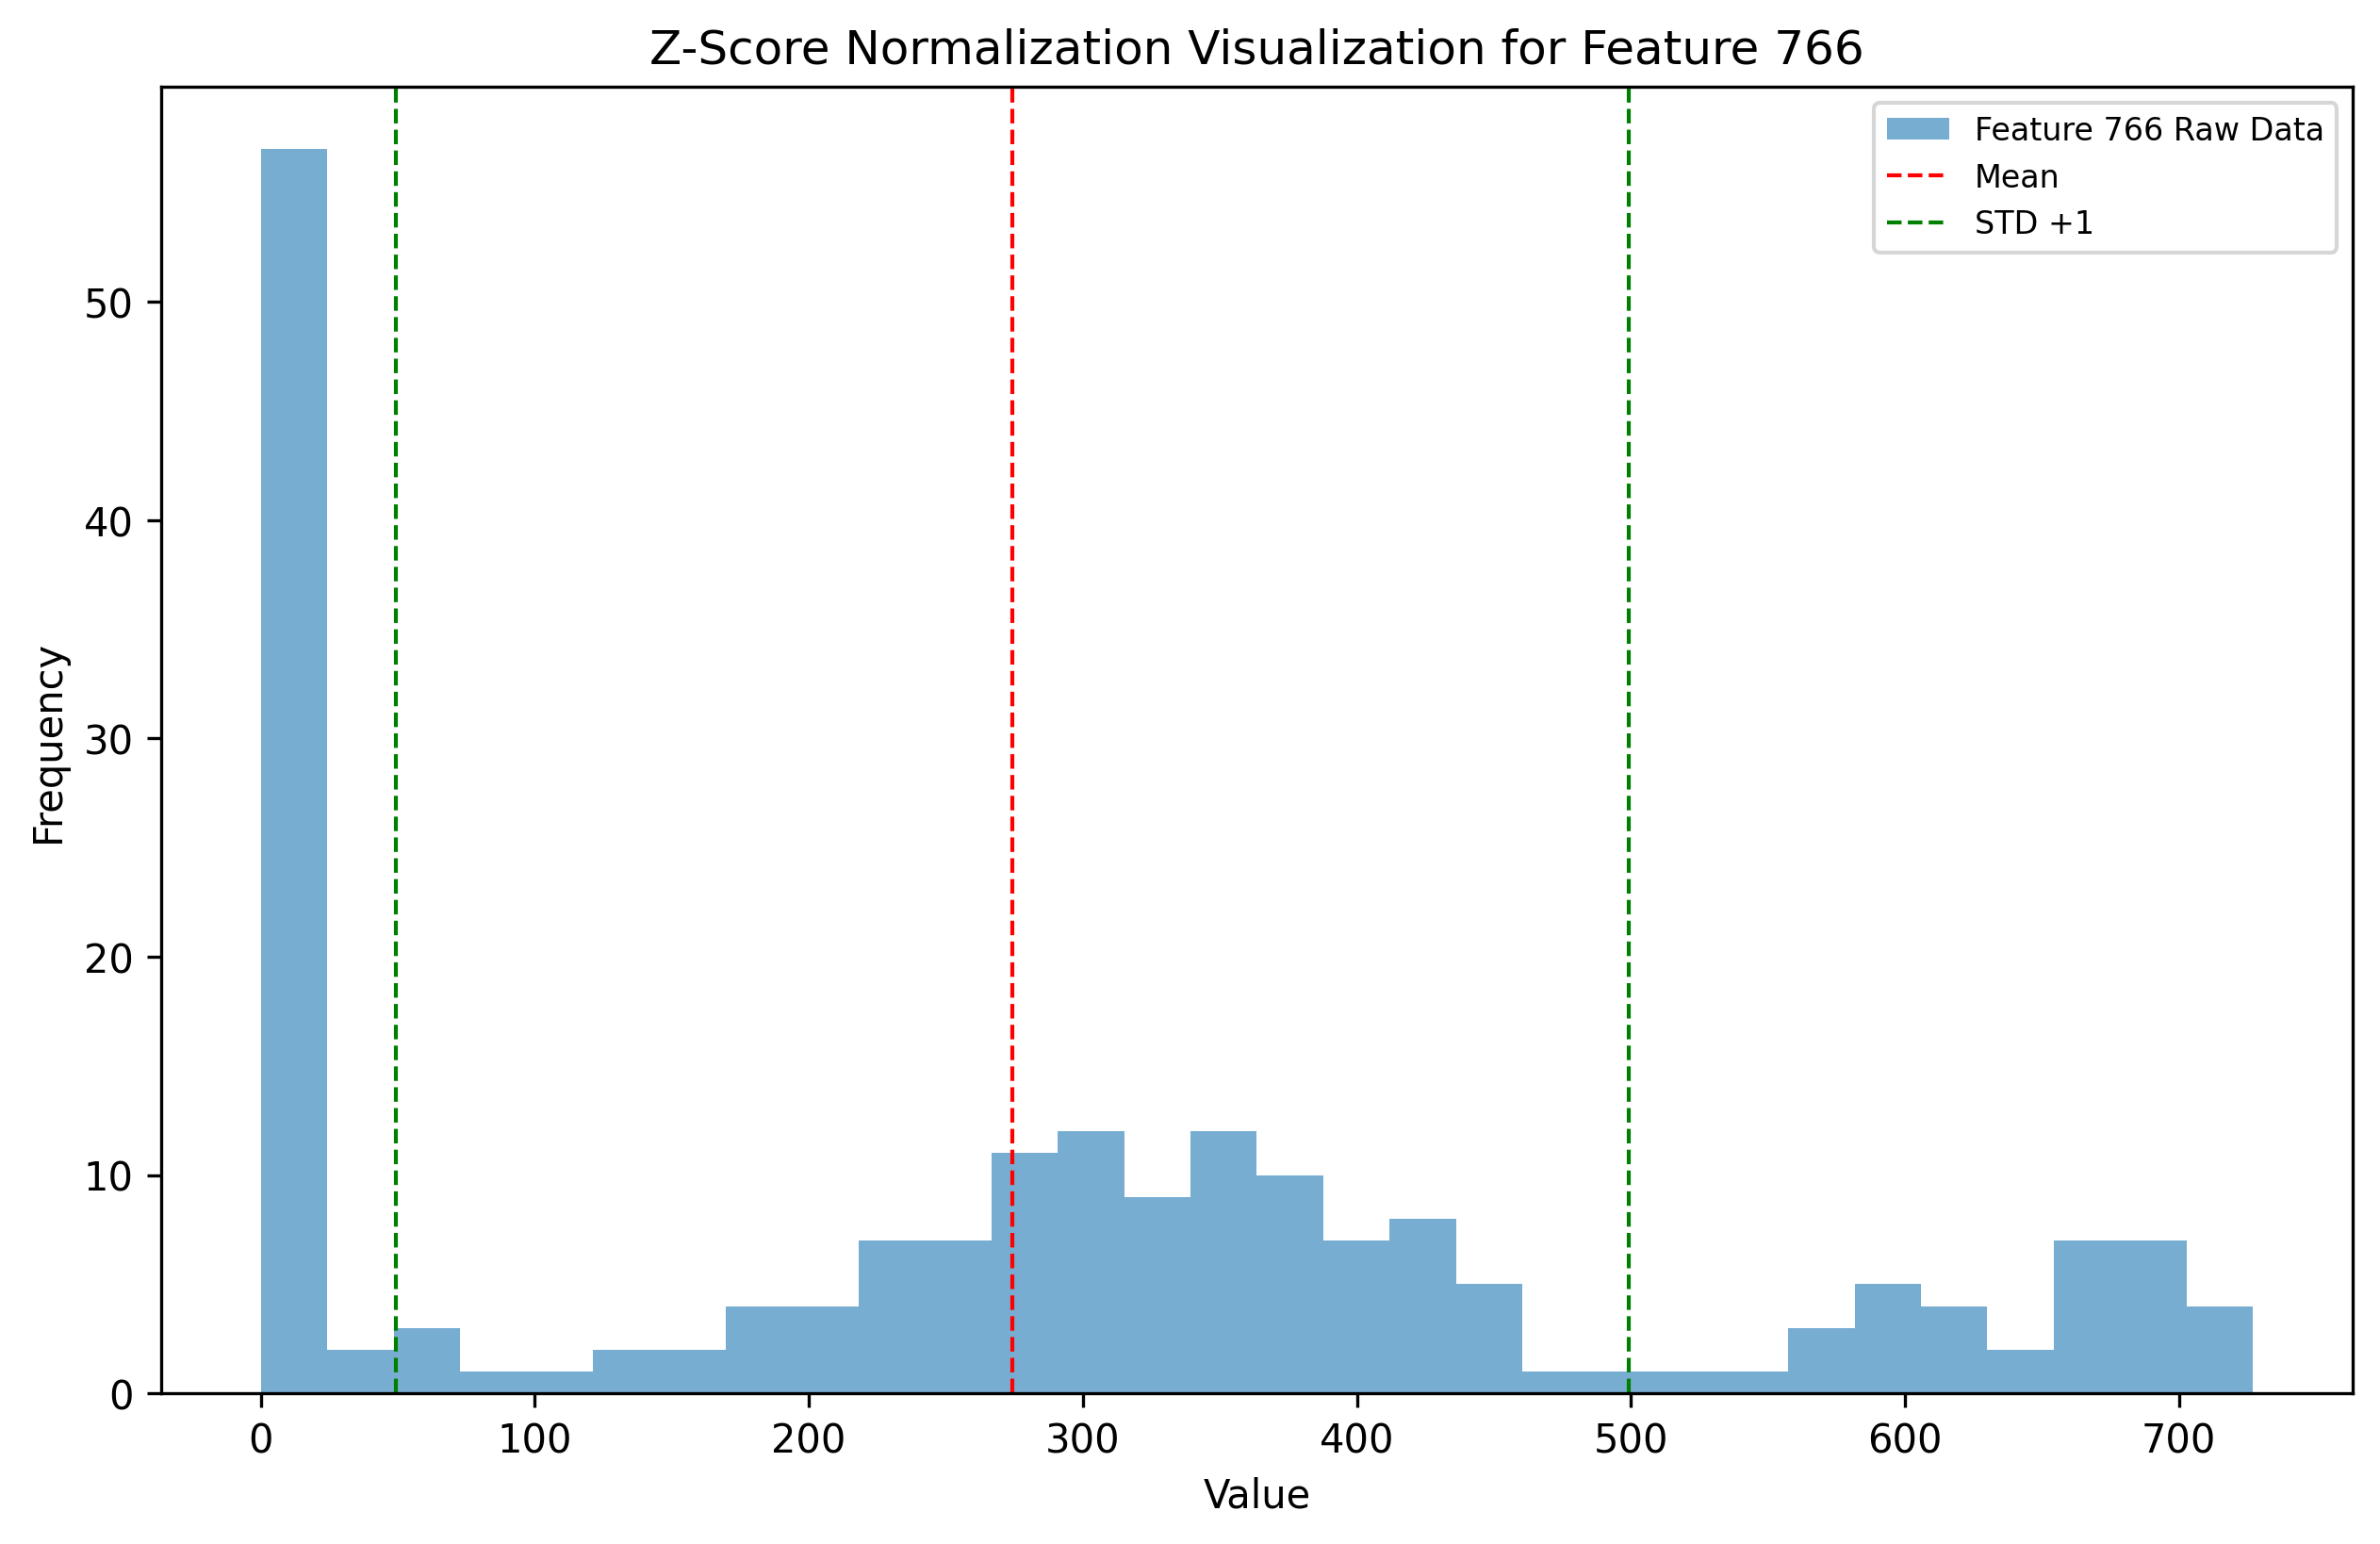 Z-Score Normalization Visualization for Feature 766
Feature 766 Raw Data
Mean
STD +1
Frequency
50
40
30
20
10
0
0 100 200 300 400 500 600 700
Value